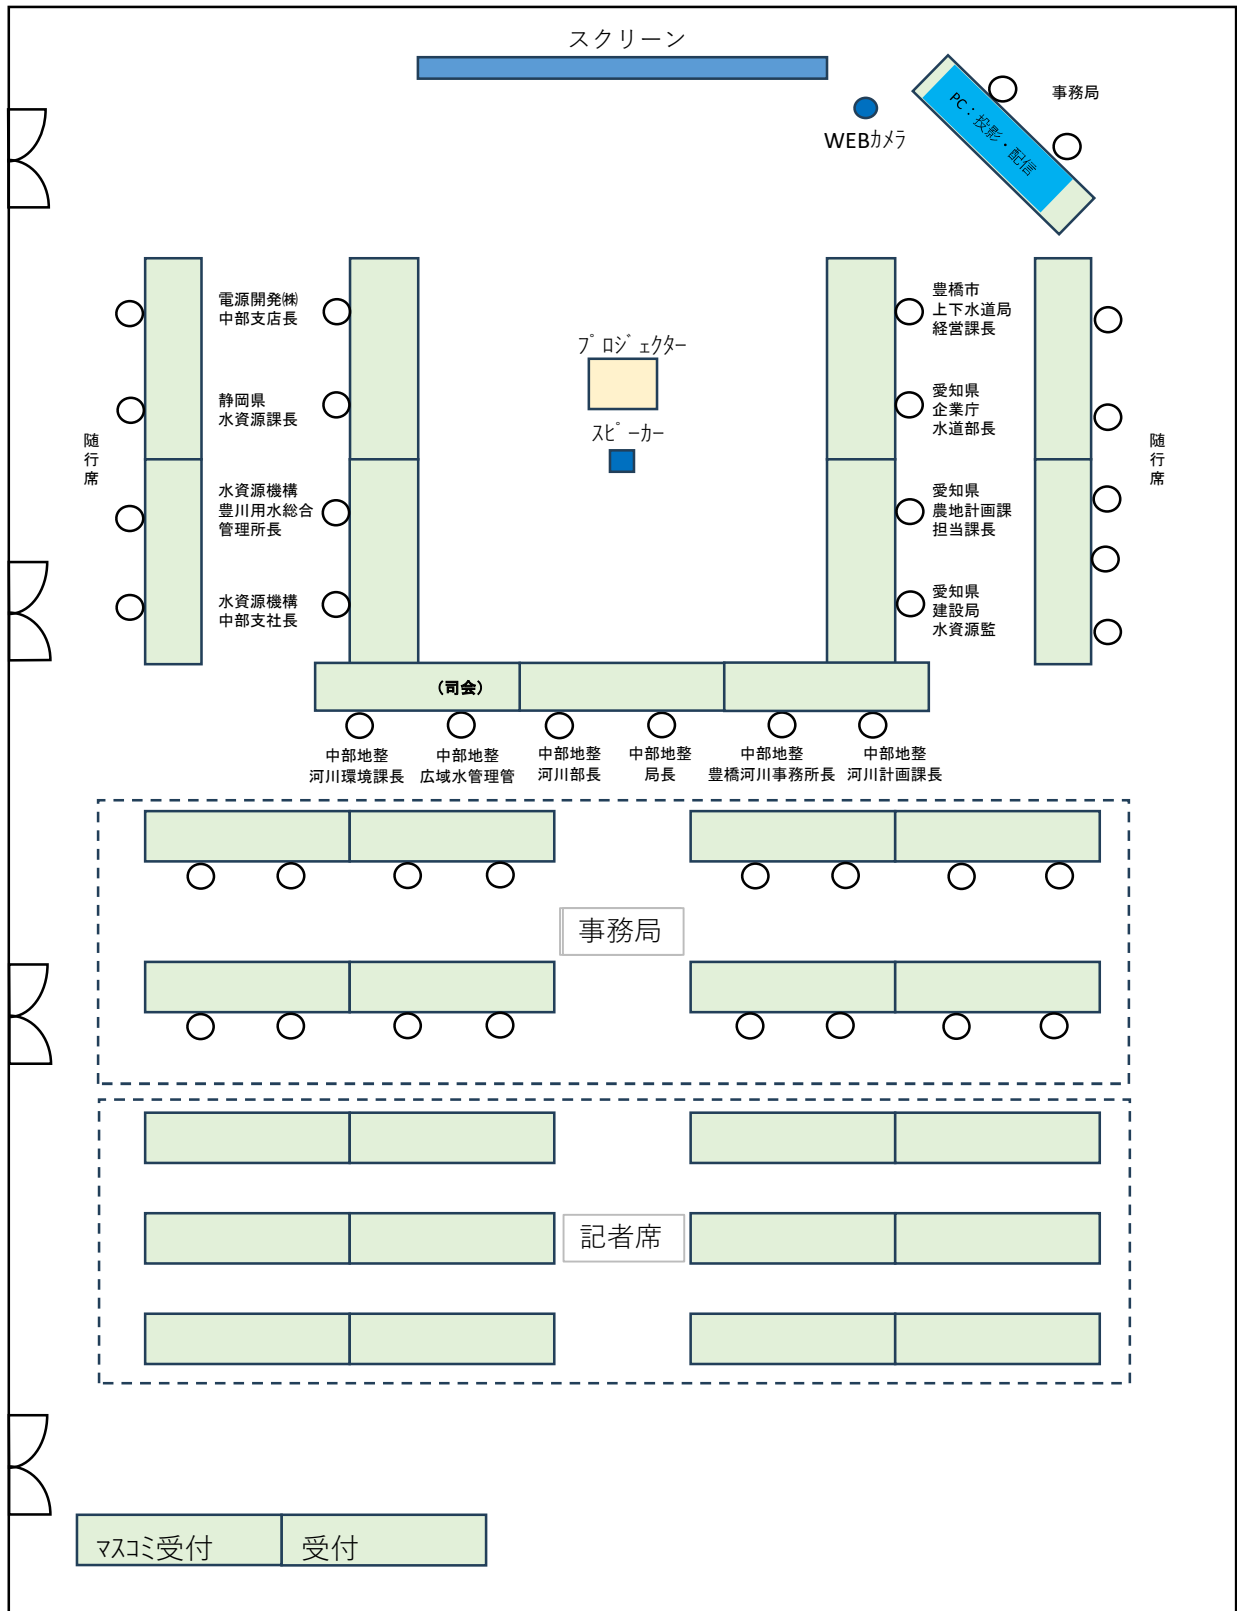 スクリーン
事務局
PC：投影・配信
WEBｶﾒﾗ
電源開発㈱
中部支店長
静岡県
水資源課長
水資源機構
豊川用水総合
管理所長
水資源機構
中部支社長
随行席
ﾌﾟﾛｼﾞｪｸﾀｰ
ｽﾋﾟｰｶｰ
豊橋市
上下水道局
経営課長
愛知県
企業庁
水道部長
愛知県
農地計画課
担当課長
愛知県
建設局
水資源監
随行席
（司会）
中部地整
河川環境課長
中部地整
広域水管理管
中部地整
河川部長
中部地整
局長
中部地整
豊橋河川事務所長
中部地整
河川計画課長
事務局
記者席
ﾏｽｺﾐ受付
受付